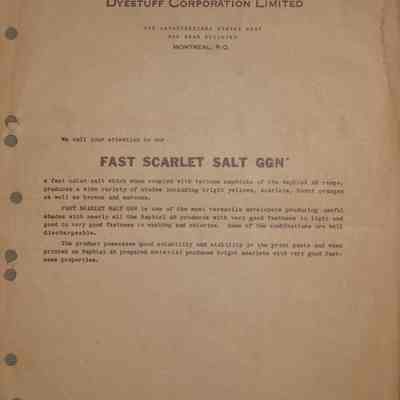 Dyestuff Corporation Limited
MONTREAL, P.Q.
We call your attention to our
FAST SCARLET SALT GGN*
a fast color salt which when coupled with various naphthols of the Naphtol AS range,
produces a wide variety of shades including bright yellows, scarlets, burnt oranges
as well as browns and maroons.
FAST SCARLET SALT GGN is one of the most versatile developers producing useful
shades with nearly all the Naphtol AS products with very good fastness to light and
good to very good fastness to washing and chlorine. Some of the combinations are well
dischargeable.
The product possesses good solubility and stability in the print paste and when
printed on Naphtol AS prepared material produces bright scarlets with very good fast-
ness properties.